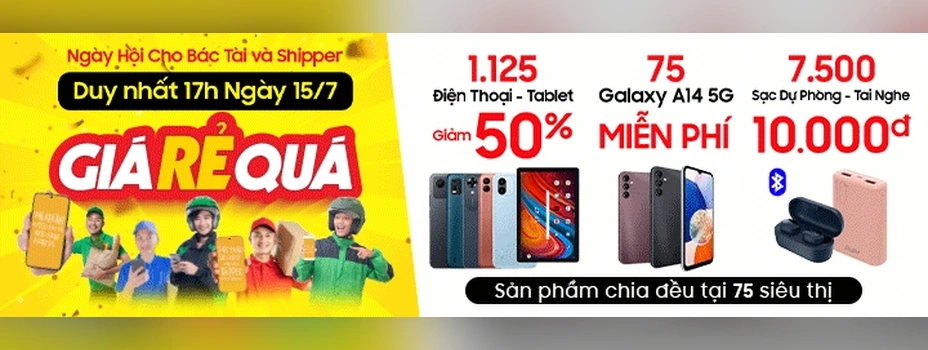 Ngày Hội Cho Bác Tài và Shipper
Duy nhất 17h Ngày 15/7
GIÁ RẺ QUÁ
1.125
Điện Thoại - Tablet
Giảm 50%
75
Galaxy A14 5G
MIỄN PHÍ
7.500
Sạc Dự Phòng - Tai Nghe
10.000đ
Sản phẩm chia đều tại 75 siêu thị